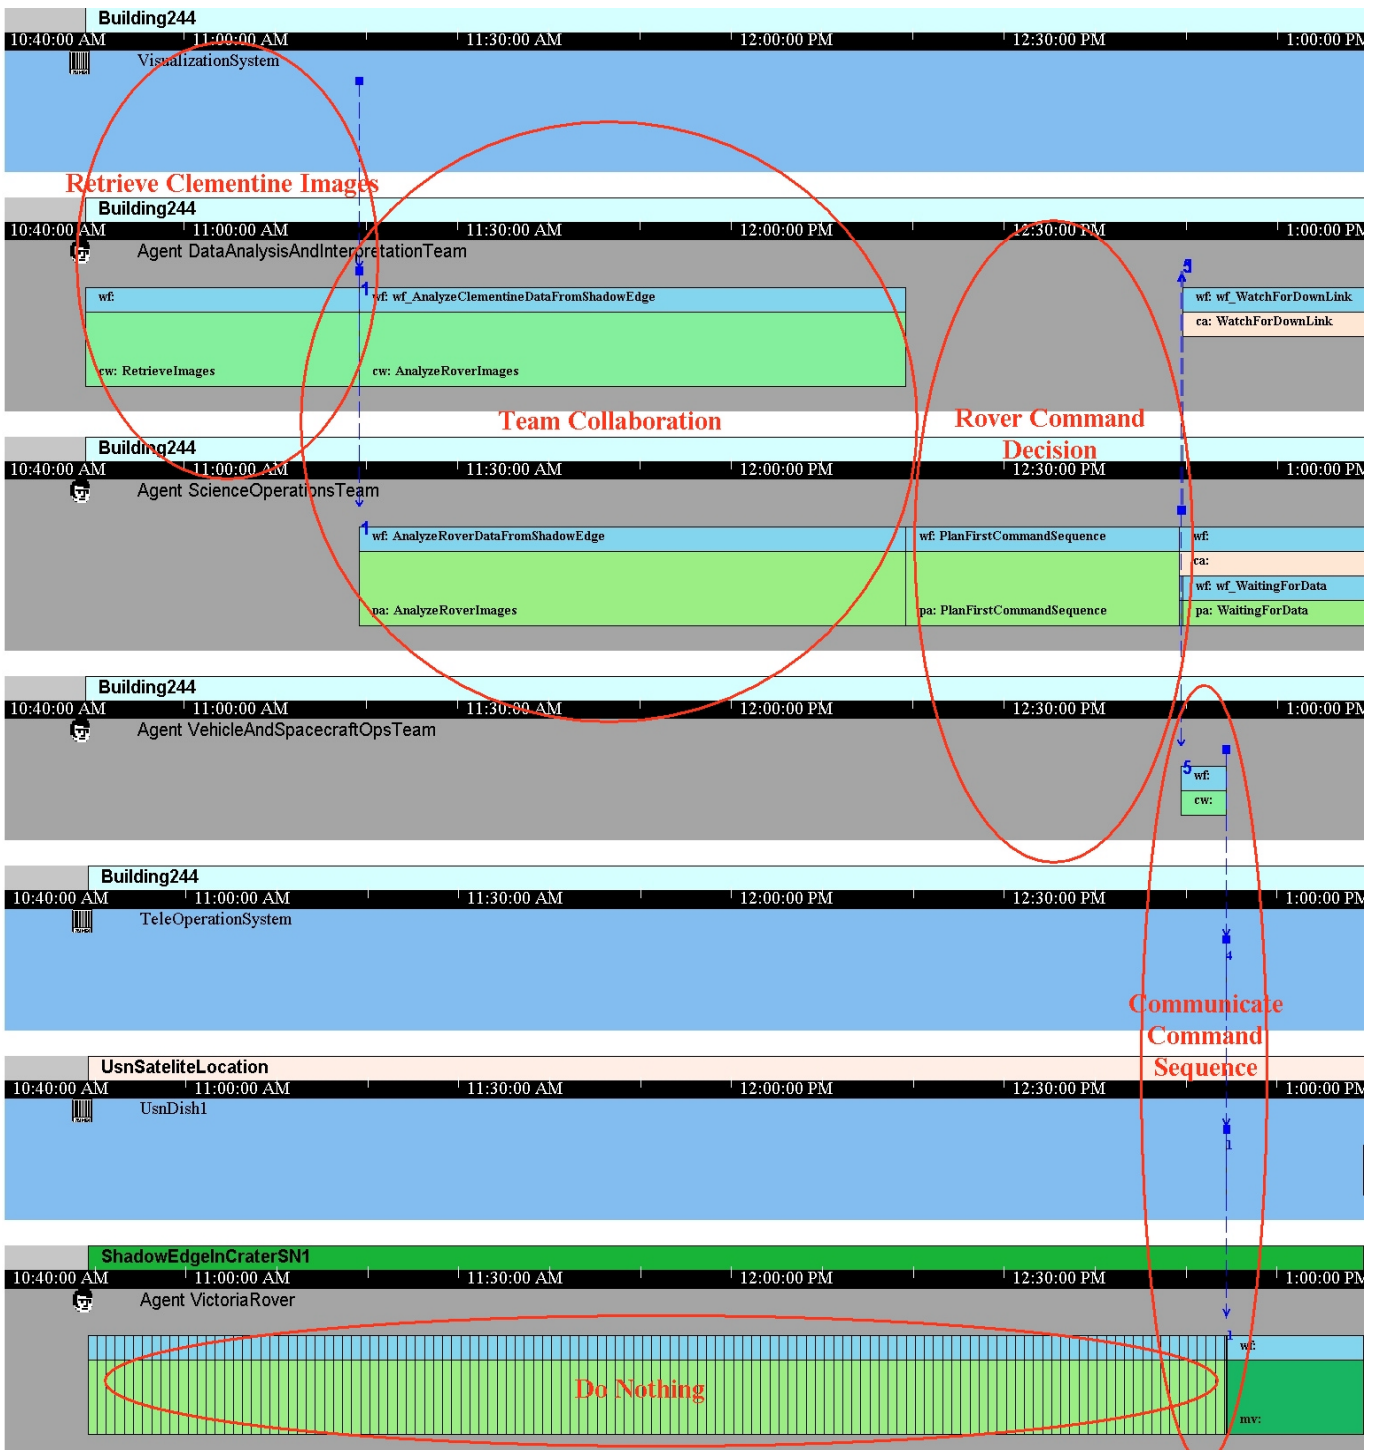 Building244
10:40:00 AM 11:00:00 AM 11:30:00 AM 12:00:00 PM 12:30:00 PM 1:00:00 PM
VisualizationSystem
Retrieve Clementine Images
Building244
10:40:00 AM 11:00:00 AM 11:30:00 AM 12:00:00 PM 12:30:00 PM 1:00:00 PM
Agent DataAnalysisAndInterpretationTeam
1
wf: wf: wf_AnalyzeClementineDataFromShadowEdge wf: wf_WatchForDownLink
ca: WatchForDownLink
cw: RetrieveImages cw: AnalyzeRoverImages
Team Collaboration
Rover Command
Decision
Building244
10:40:00 AM 11:00:00 AM 11:30:00 AM 12:00:00 PM 12:30:00 PM 1:00:00 PM
Agent ScienceOperationsTeam
1
wf: AnalyzeRoverDataFromShadowEdge wf: PlanFirstCommandSequence wf:
ca:
wf: wf_WaitingForData
pa: AnalyzeRoverImages pa: PlanFirstCommandSequence pa: WaitingForData
Building244
10:40:00 AM 11:00:00 AM 11:30:00 AM 12:00:00 PM 12:30:00 PM 1:00:00 PM
Agent VehicleAndSpacecraftOpsTeam
5
wf:
cw:
Building244
10:40:00 AM 11:00:00 AM 11:30:00 AM 12:00:00 PM 12:30:00 PM 1:00:00 PM
TeleOperationSystem
4
Communicate
Command
Sequence
UsnSateliteLocation
10:40:00 AM 11:00:00 AM 11:30:00 AM 12:00:00 PM 12:30:00 PM 1:00:00 PM
UsnDish1
1
ShadowEdgeInCraterSN1
10:40:00 AM 11:00:00 AM 11:30:00 AM 12:00:00 PM 12:30:00 PM 1:00:00 PM
Agent VictoriaRover
1
wf:
Do Nothing
mv: